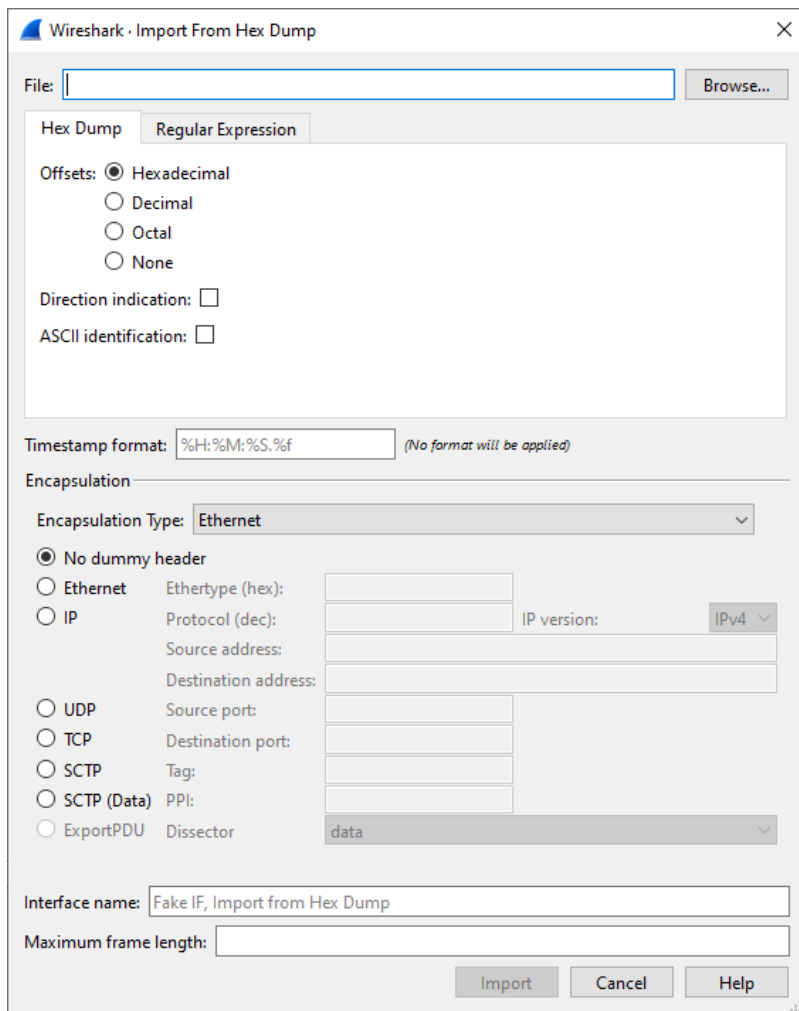 Wireshark · Import From Hex Dump
File: Browse...
Hex Dump Regular Expression
Offsets: Hexadecimal
Decimal
Octal
None
Direction indication:
ASCII identification:
Timestamp format: %H:%M:%S.%f (No format will be applied)
Encapsulation
Encapsulation Type: Ethernet
No dummy header
Ethernet Ethertype (hex):
IP Protocol (dec): IP version: IPv4
Source address:
Destination address:
UDP Source port:
TCP Destination port:
SCTP Tag:
SCTP (Data) PPI:
ExportPDU Dissector data
Interface name: Fake IF, Import from Hex Dump
Maximum frame length:
Import Cancel Help